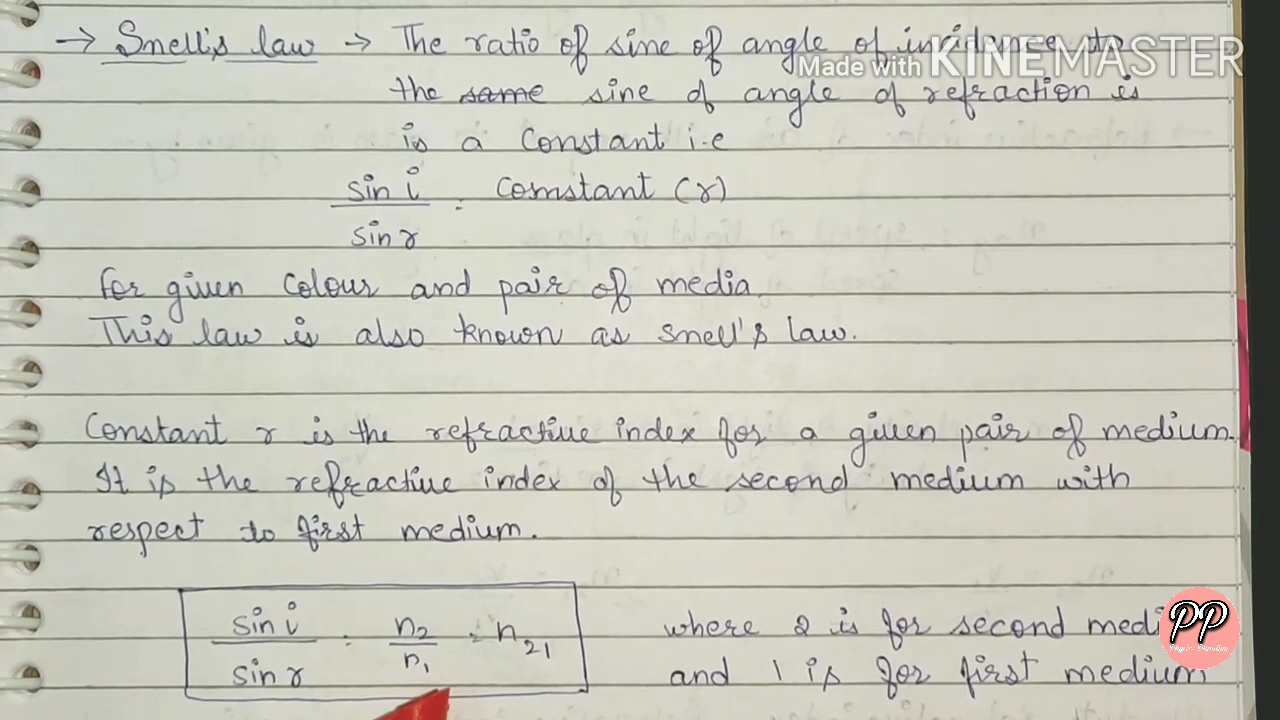 → Snell's law → The ratio of sine of angle of incidence to
Made with KINEMASTER
the same sine of angle of refraction is
is a constant i.e
sin i / sin r = constant (r)
for given colour and pair of media.
This law is also known as snell's law.
Constant r is the refractive index for a given pair of medium.
It is the refractive index of the second medium with
respect to first medium.
sin i / sin r = n2 / n1 = n21 where 2 is for second medi
PP
and 1 is for first medium